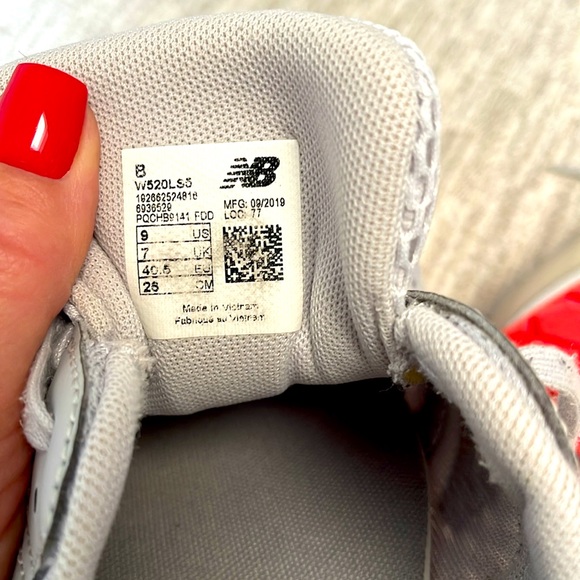 B
W520LS5
192662524816
6936529
PQCHB9141 FDD
MFG: 09/2019
LOC: 77
9 US
7 UK
40.5 EU
26 CM
Made in Vietnam
Fabriqué au Vietnam